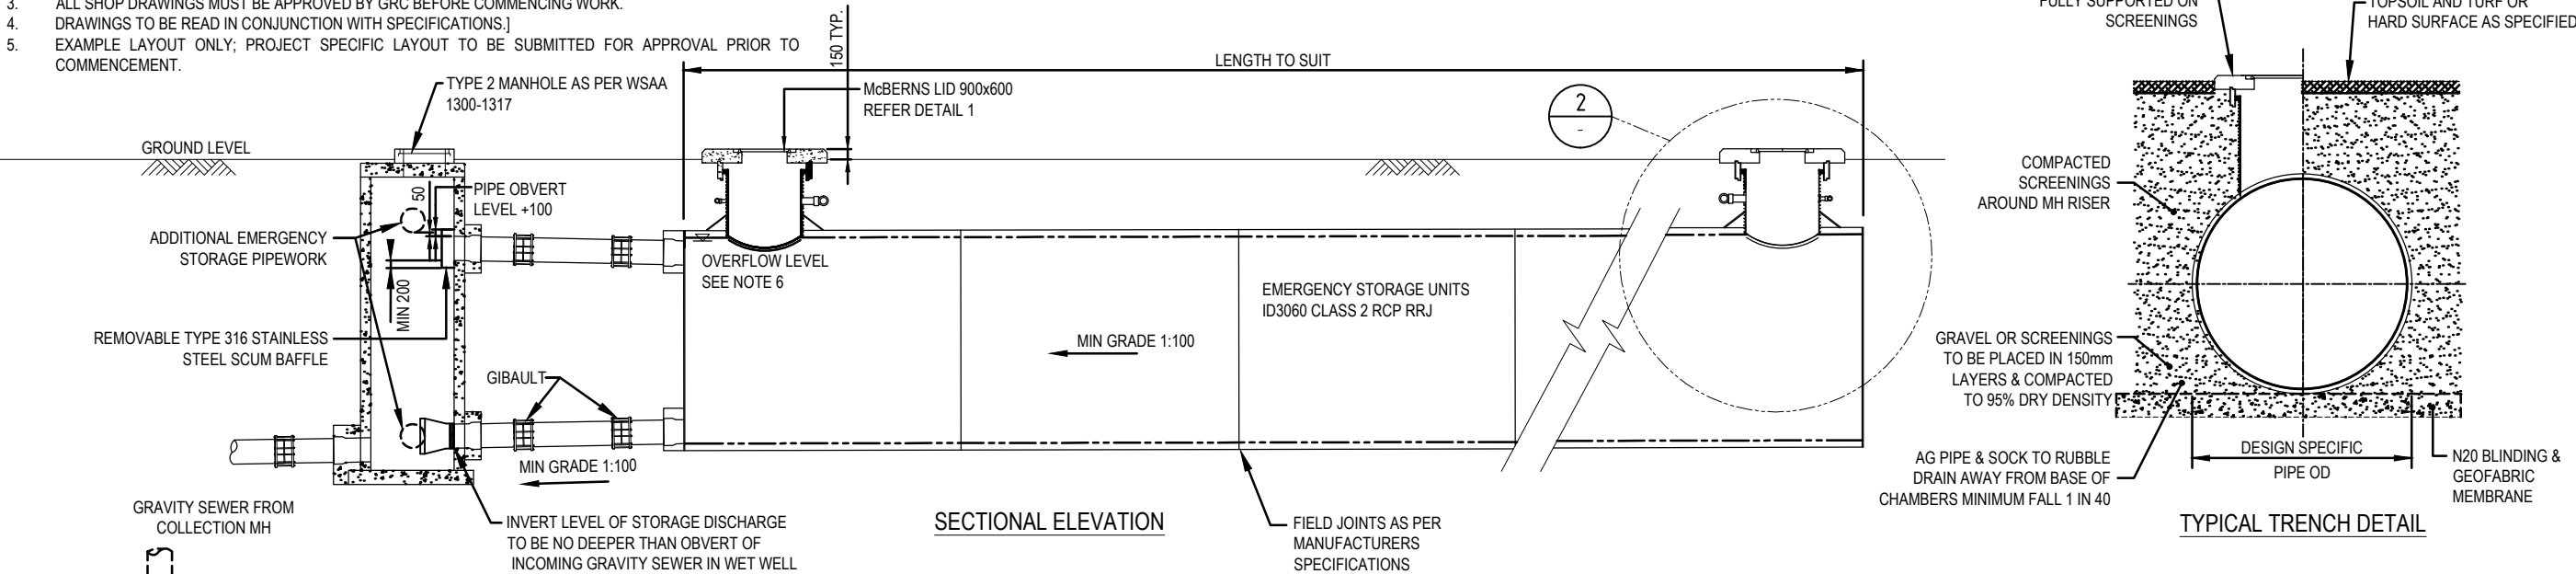 3. ALL SHOP DRAWINGS MUST BE APPROVED BY GRC BEFORE COMMENCING WORK.
4. DRAWINGS TO BE READ IN CONJUNCTION WITH SPECIFICATIONS.]
5. EXAMPLE LAYOUT ONLY; PROJECT SPECIFIC LAYOUT TO BE SUBMITTED FOR APPROVAL PRIOR TO
COMMENCEMENT.
TYPE 2 MANHOLE AS PER WSAA
1300-1317
GROUND LEVEL
50
PIPE OBVERT
LEVEL +100
ADDITIONAL EMERGENCY
STORAGE PIPEWORK
MIN 200
REMOVABLE TYPE 316 STAINLESS
STEEL SCUM BAFFLE
GIBAULT
MIN GRADE 1:100
GRAVITY SEWER FROM
COLLECTION MH
INVERT LEVEL OF STORAGE DISCHARGE
TO BE NO DEEPER THAN OBVERT OF
INCOMING GRAVITY SEWER IN WET WELL
150 TYP.
LENGTH TO SUIT
McBERNS LID 900x600
REFER DETAIL 1
2
-
OVERFLOW LEVEL
SEE NOTE 6
EMERGENCY STORAGE UNITS
ID3060 CLASS 2 RCP RRJ
MIN GRADE 1:100
SECTIONAL ELEVATION
FIELD JOINTS AS PER
MANUFACTURERS
SPECIFICATIONS
FULLY SUPPORTED ON
SCREENINGS
TOPSOIL AND TURF OR
HARD SURFACE AS SPECIFIED
COMPACTED
SCREENINGS
AROUND MH RISER
GRAVEL OR SCREENINGS
TO BE PLACED IN 150mm
LAYERS & COMPACTED
TO 95% DRY DENSITY
AG PIPE & SOCK TO RUBBLE
DRAIN AWAY FROM BASE OF
CHAMBERS MINIMUM FALL 1 IN 40
DESIGN SPECIFIC
PIPE OD
N20 BLINDING &
GEOFABRIC
MEMBRANE
TYPICAL TRENCH DETAIL